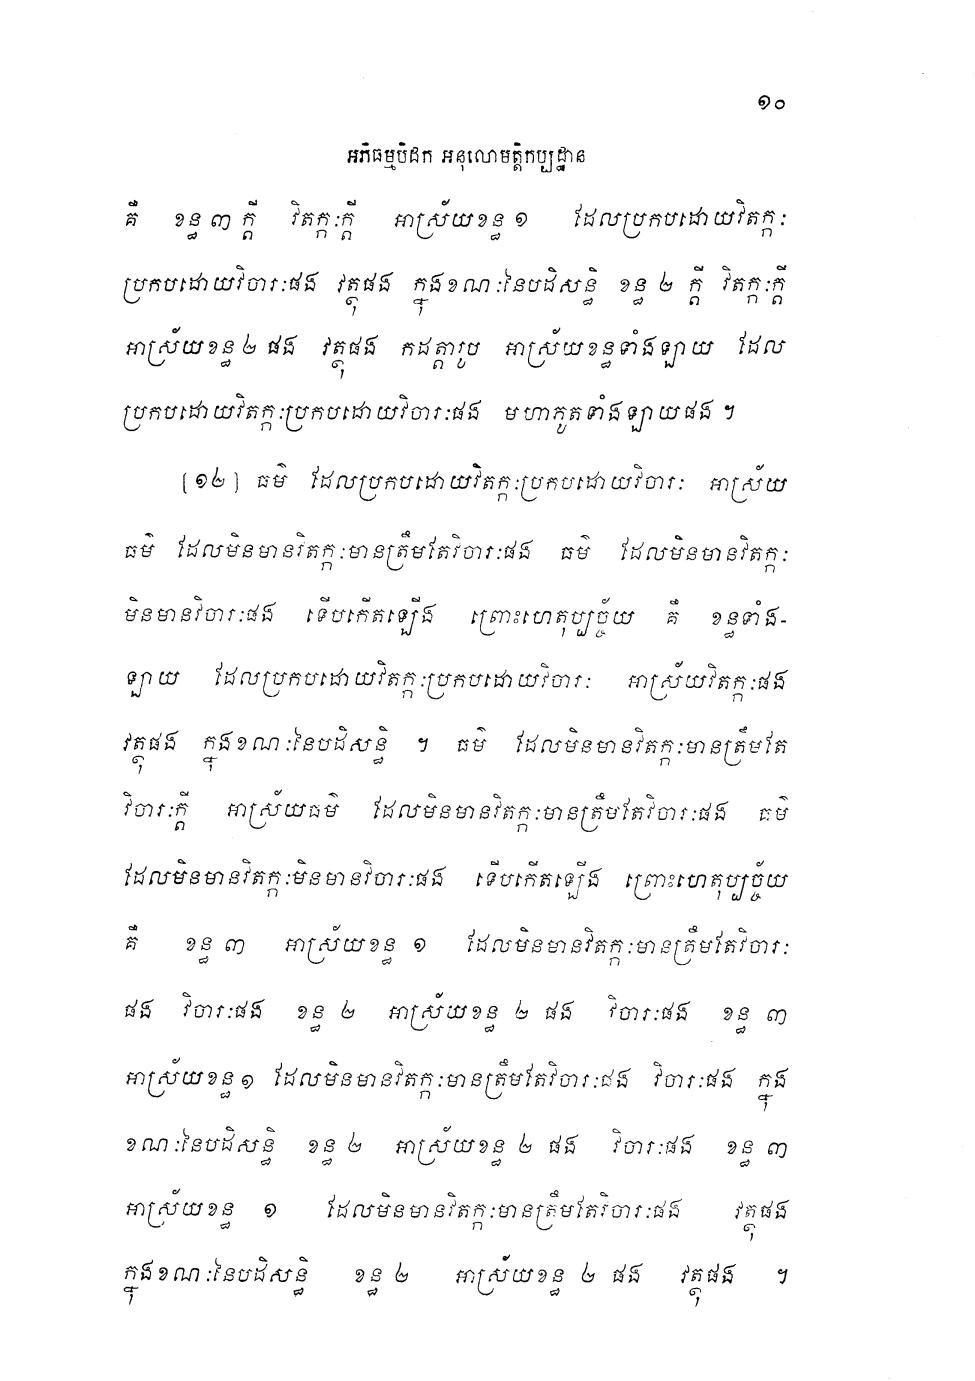 ១០
អភិធម្មបិដក អនុលោមត្តិកប្បដ្ឋាន
គឺ ខន្ធ ៣ ក្តី វិតក្កៈក្តី អាស្រ័យខន្ធ ១ ដែលប្រកបដោយវិតក្កៈ
ប្រកបដោយវិចារៈផង វត្ថុផង ក្នុងខណៈនៃបដិសន្ធិ ខន្ធ ២ ក្តី វិតក្កៈក្តី
អាស្រ័យខន្ធ ២ ផង វត្ថុផង កដត្តារូប អាស្រ័យខន្ធទាំងឡាយ ដែល
ប្រកបដោយវិតក្កៈប្រកបដោយវិចារៈផង មហាភូតទាំងឡាយផង ។
[១២] ធម៌ ដែលប្រកបដោយវិតក្កៈប្រកបដោយវិចារៈ អាស្រ័យ
ធម៌ ដែលមិនមានវិតក្កៈមានត្រឹមតែវិចារៈផង ធម៌ ដែលមិនមានវិតក្កៈ
មិនមានវិចារៈផង ទើបកើតឡើង ព្រោះហេតុប្បច្ច័យ គឺ ខន្ធទាំង-
ឡាយ ដែលប្រកបដោយវិតក្កៈប្រកបដោយវិចារៈ អាស្រ័យវិតក្កៈផង
វត្ថុផង ក្នុងខណៈនៃបដិសន្ធិ ។ ធម៌ ដែលមិនមានវិតក្កៈមានត្រឹមតែ
វិចារៈក្តី អាស្រ័យធម៌ ដែលមិនមានវិតក្កៈមានត្រឹមតែវិចារៈផង ធម៌
ដែលមិនមានវិតក្កៈមិនមានវិចារៈផង ទើបកើតឡើង ព្រោះហេតុប្បច្ច័យ
គឺ ខន្ធ ៣ អាស្រ័យខន្ធ ១ ដែលមិនមានវិតក្កៈមានត្រឹមតែវិចារៈ
ផង វិចារៈផង ខន្ធ ២ អាស្រ័យខន្ធ ២ ផង វិចារៈផង ខន្ធ ៣
អាស្រ័យខន្ធ ១ ដែលមិនមានវិតក្កៈមានត្រឹមតែវិចារៈផង វិចារៈផង ក្នុង
ខណៈនៃបដិសន្ធិ ខន្ធ ២ អាស្រ័យខន្ធ ២ ផង វិចារៈផង ខន្ធ ៣
អាស្រ័យខន្ធ ១ ដែលមិនមានវិតក្កៈមានត្រឹមតែវិចារៈផង វត្ថុផង
ក្នុងខណៈនៃបដិសន្ធិ ខន្ធ ២ អាស្រ័យខន្ធ ២ ផង វត្ថុផង ។